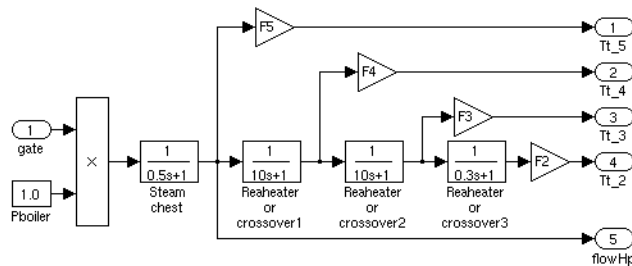 F5
1
Tt_5
F4
2
Tt_4
F3
3
Tt_3
1
gate
×
1
0.5s+1
Steam
chest
1
10s+1
Reaheater
or
crossover1
1
10s+1
Reaheater
or
crossover2
1
0.3s+1
Reaheater
or
crossover3
F2
4
Tt_2
1.0
Pboiler
5
flowHp